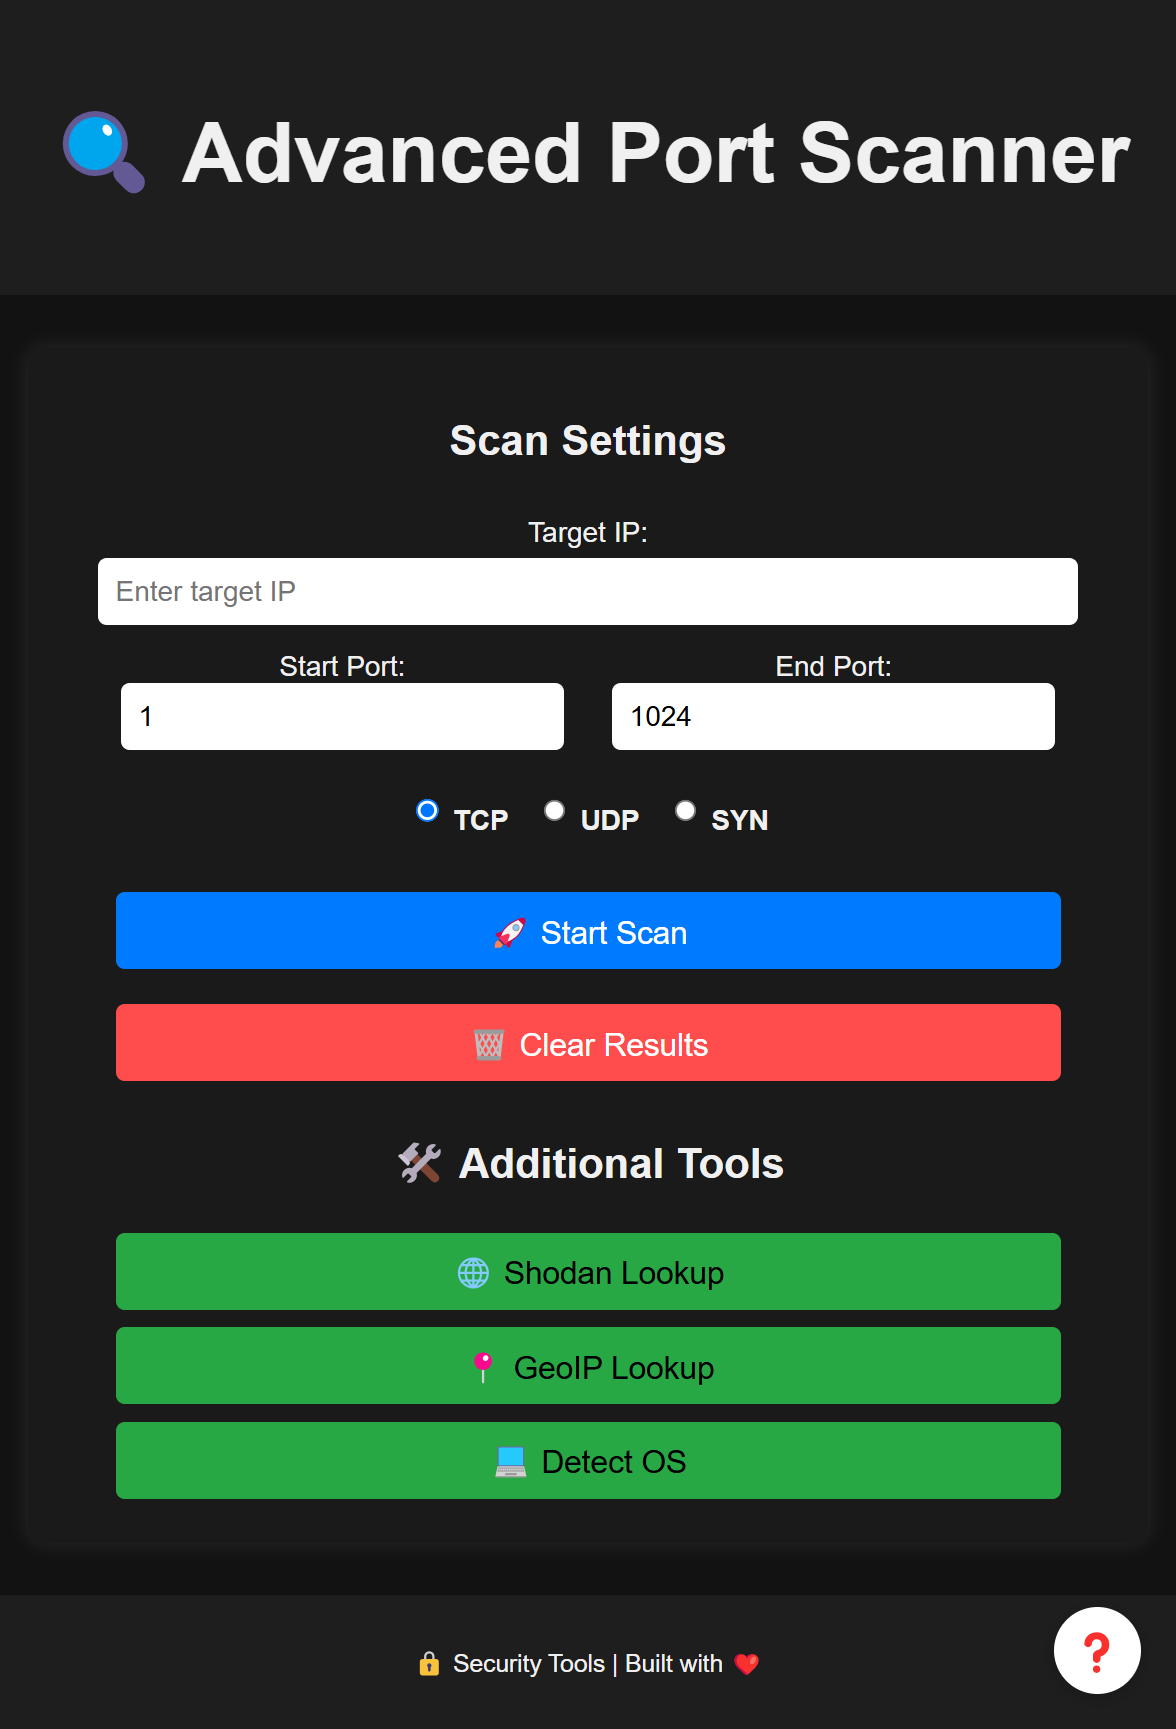 🔍 Advanced Port Scanner
Scan Settings
Target IP:
Enter target IP
Start Port: End Port:
1 1024
TCP UDP SYN
🚀 Start Scan
🗑️ Clear Results
🛠️ Additional Tools
🌐 Shodan Lookup
📍 GeoIP Lookup
💻 Detect OS
🔒 Security Tools | Built with ❤️
❓